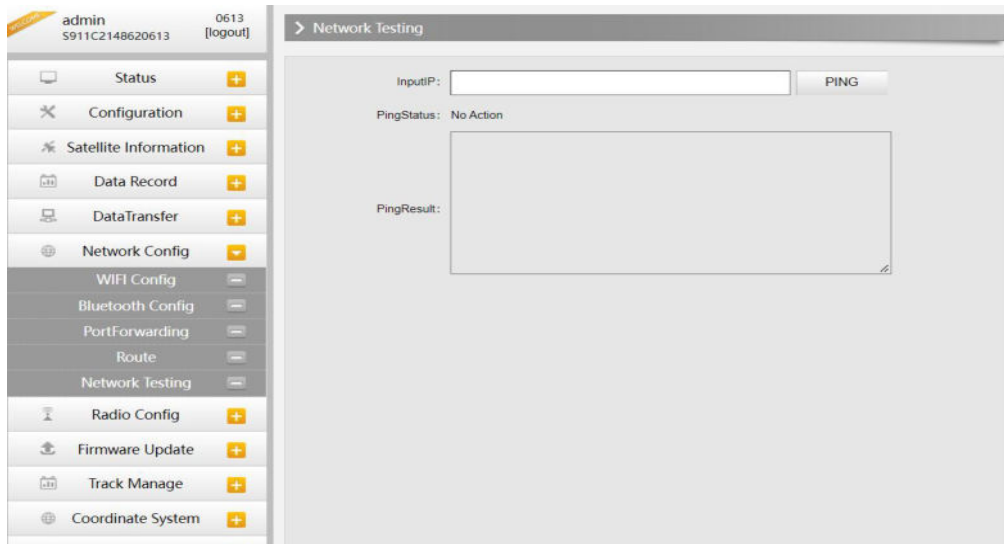 WELCOME
admin 0613
S911C2148620613 [logout]
Status
Configuration
Satellite Information
Data Record
DataTransfer
Network Config
WIFI Config
Bluetooth Config
PortForwarding
Route
Network Testing
Radio Config
Firmware Update
Track Manage
Coordinate System
Network Testing
InputIP:
PING
PingStatus: No Action
PingResult: